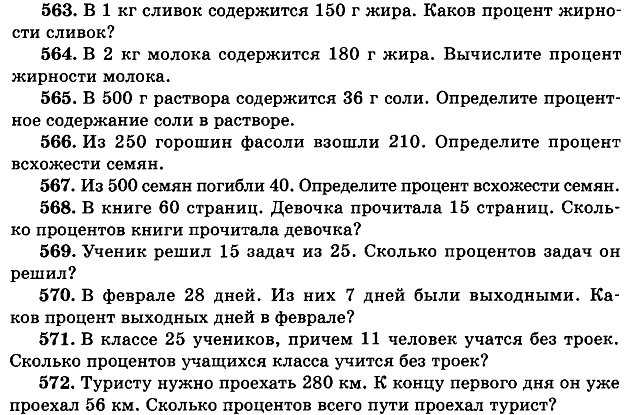 563. В 1 кг сливок содержится 150 г жира. Каков процент жирно-
сти сливок?
564. В 2 кг молока содержится 180 г жира. Вычислите процент
жирности молока.
565. В 500 г раствора содержится 36 г соли. Определите процент-
ное содержание соли в растворе.
566. Из 250 горошин фасоли взошли 210. Определите процент
всхожести семян.
567. Из 500 семян погибли 40. Определите процент всхожести семян.
568. В книге 60 страниц. Девочка прочитала 15 страниц. Сколь-
ко процентов книги прочитала девочка?
569. Ученик решил 15 задач из 25. Сколько процентов задач он
решил?
570. В феврале 28 дней. Из них 7 дней были выходными. Ка-
ков процент выходных дней в феврале?
571. В классе 25 учеников, причем 11 человек учатся без троек.
Сколько процентов учащихся класса учится без троек?
572. Туристу нужно проехать 280 км. К концу первого дня он уже
проехал 56 км. Сколько процентов всего пути проехал турист?